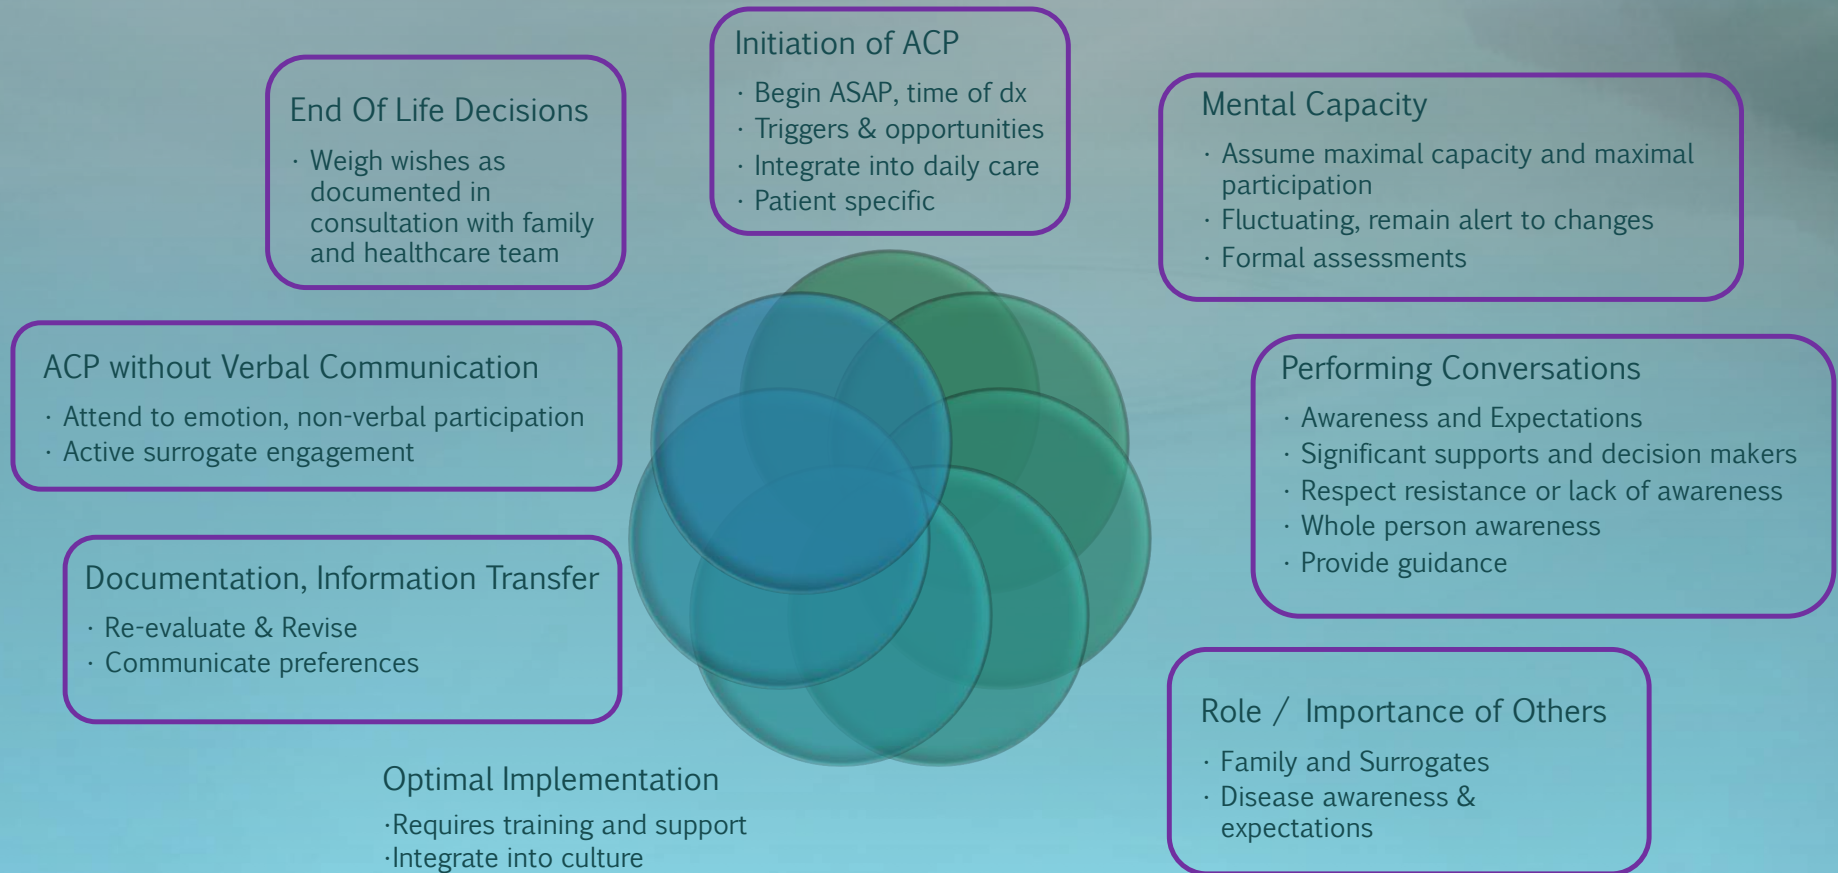 Initiation of ACP
· Begin ASAP, time of dx
· Triggers & opportunities
· Integrate into daily care
· Patient specific
Mental Capacity
· Assume maximal capacity and maximal
participation
· Fluctuating, remain alert to changes
· Formal assessments
Performing Conversations
· Awareness and Expectations
· Significant supports and decision makers
· Respect resistance or lack of awareness
· Whole person awareness
· Provide guidance
Role / Importance of Others
· Family and Surrogates
· Disease awareness &
expectations
Optimal Implementation
·Requires training and support
·Integrate into culture
Documentation, Information Transfer
· Re-evaluate & Revise
· Communicate preferences
ACP without Verbal Communication
· Attend to emotion, non-verbal participation
· Active surrogate engagement
End Of Life Decisions
· Weigh wishes as
documented in
consultation with family
and healthcare team